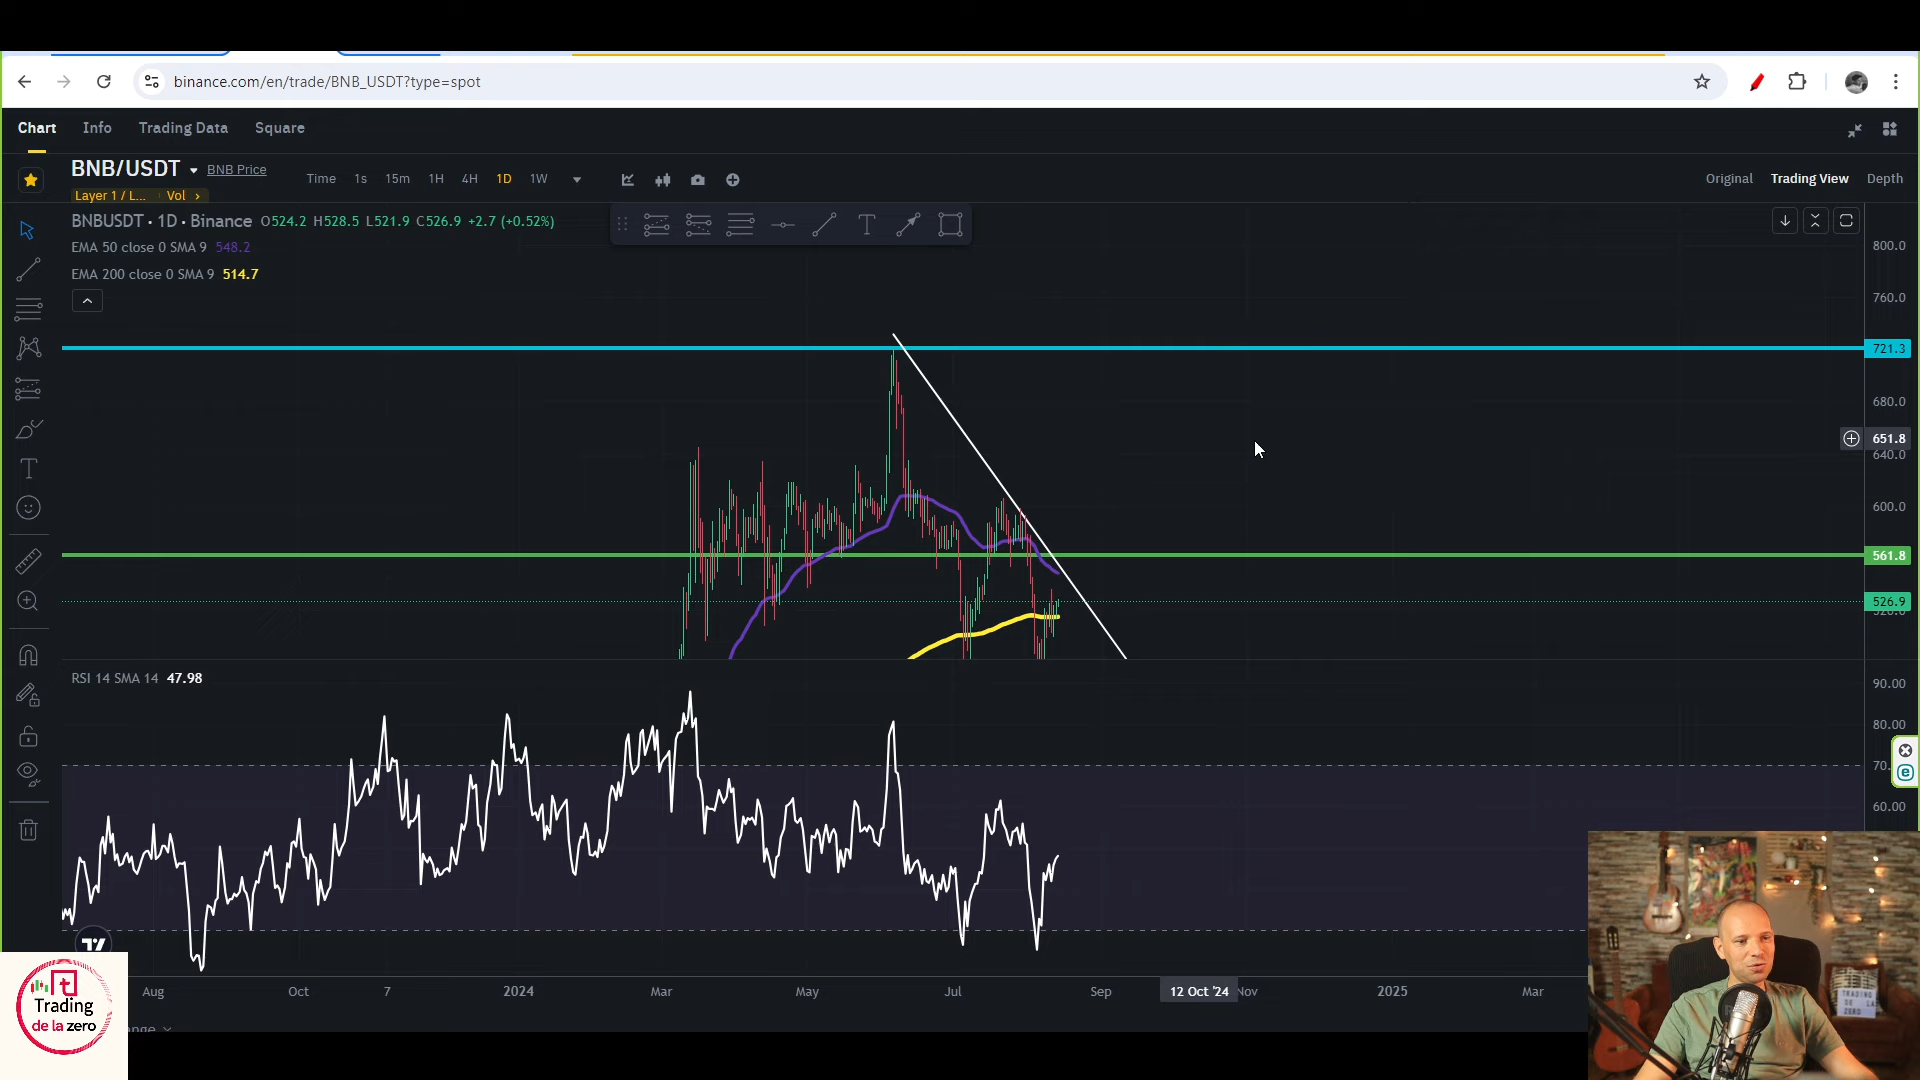 binance.com/en/trade/BNB_USDT?type=spot
Chart Info Trading Data Square
BNB/USDT BNB Price Time 1s 15m 1H 4H 1D 1W Original Trading View Depth
Layer 1 / L... Vol
BNBUSDT · 1D · Binance O524.2 H528.5 L521.9 C526.9 +2.7 (+0.52%)
EMA 50 close 0 SMA 9 548.2
EMA 200 close 0 SMA 9 514.7
800.0
760.0
721.3
680.0
651.8
640.0
600.0
561.8
526.9
RSI 14 SMA 14 47.98
90.00
80.00
70.
60.00
Aug Oct 7 2024 Mar May Jul Sep 12 Oct '24 Nov 2025 Mar
Trading
de la zero
TRADING
DE LA